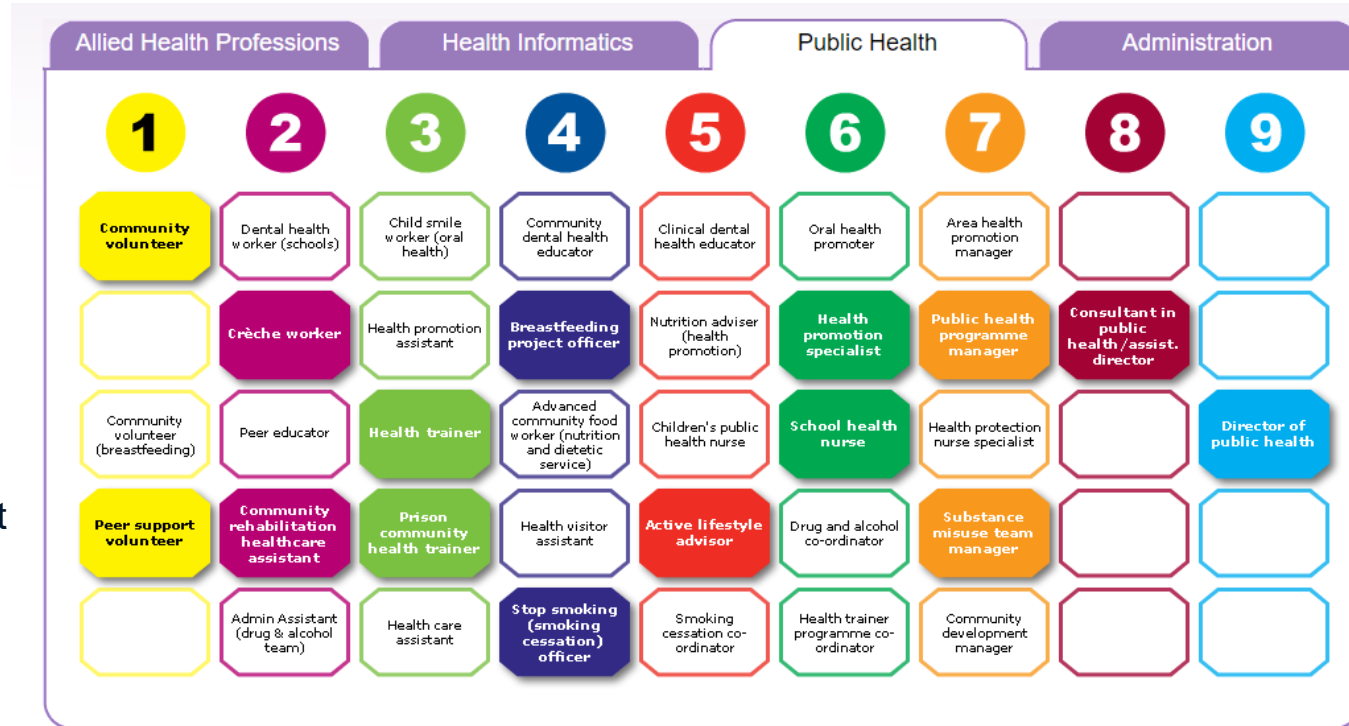 Allied Health Professions
Health Informatics
Public Health
Administration
1
2
3
4
5
6
7
8
9
Community
volunteer
Dental health
worker (schools)
Child smile
worker (oral
health)
Community
dental health
educator
Clinical dental
health educator
Oral health
promoter
Area health
promotion
manager
Crèche worker
Health promotion
assistant
Breastfeeding
project officer
Nutrition adviser
(health
promotion)
Health
promotion
specialist
Public health
programme
manager
Consultant in
public
health/assist.
director
Community
volunteer
(breastfeeding)
Peer educator
Health trainer
Advanced
community food
worker (nutrition
and dietetic
service)
Children's public
health nurse
School health
nurse
Health protection
nurse specialist
Director of
public health
t
Peer support
volunteer
Community
rehabilitation
healthcare
assistant
Prison
community
health trainer
Health visitor
assistant
Active lifestyle
advisor
Drug and alcohol
co-ordinator
Substance
misuse team
manager
Admin Assistant
(drug & alcohol
team)
Health care
assistant
Stop smoking
(smoking
cessation)
officer
Smoking
cessation co-
ordinator
Health trainer
programme co-
ordinator
Community
development
manager